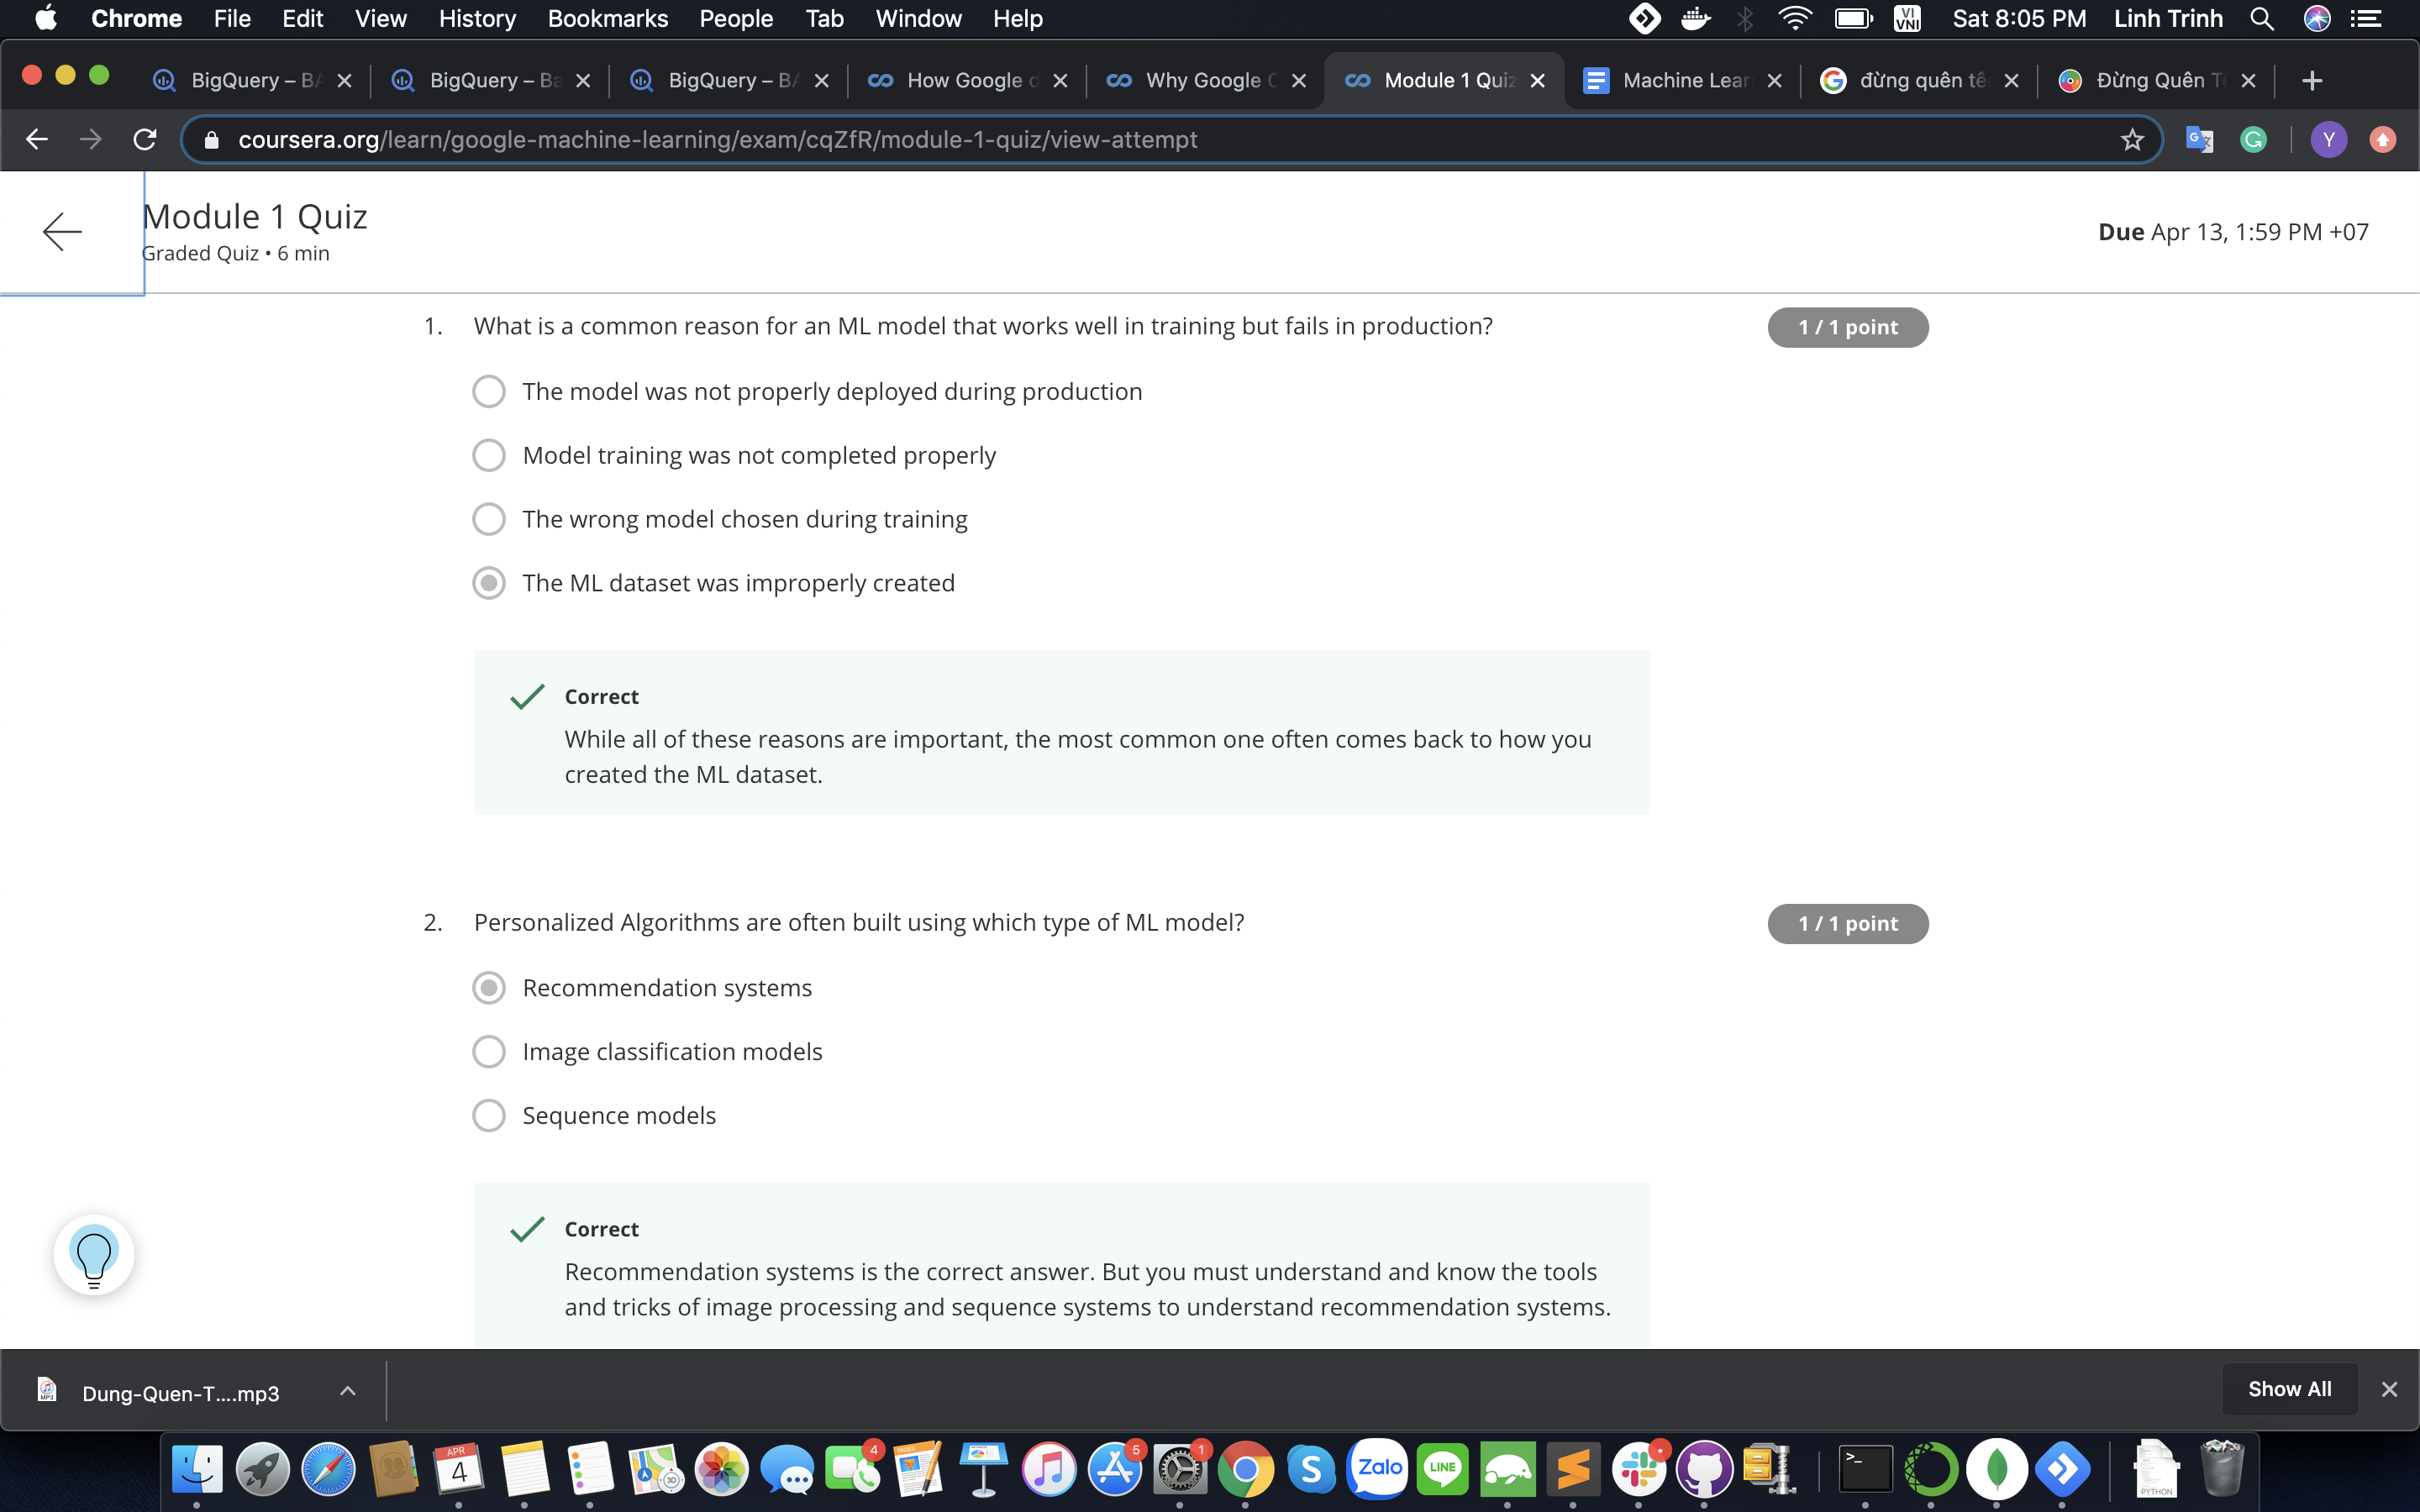 Chrome File Edit View History Bookmarks People Tab Window Help
VI VNI Sat 8:05 PM Linh Trinh
BigQuery – BA
BigQuery – Ba
BigQuery – BA
How Google d
Why Google C
Module 1 Quiz
Machine Lear
đừng quên tê
Đừng Quên Tê
coursera.org/learn/google-machine-learning/exam/cqZfR/module-1-quiz/view-attempt
Y
Module 1 Quiz
Graded Quiz • 6 min
Due Apr 13, 1:59 PM +07
1. What is a common reason for an ML model that works well in training but fails in production?
1 / 1 point
The model was not properly deployed during production
Model training was not completed properly
The wrong model chosen during training
The ML dataset was improperly created
Correct
While all of these reasons are important, the most common one often comes back to how you
created the ML dataset.
2. Personalized Algorithms are often built using which type of ML model?
1 / 1 point
Recommendation systems
Image classification models
Sequence models
Correct
Recommendation systems is the correct answer. But you must understand and know the tools
and tricks of image processing and sequence systems to understand recommendation systems.
MP3
Dung-Quen-T....mp3
Show All
APR
4
3D
4
PAGES
5
1
S
Zalo
LINE
>_
PYTHON